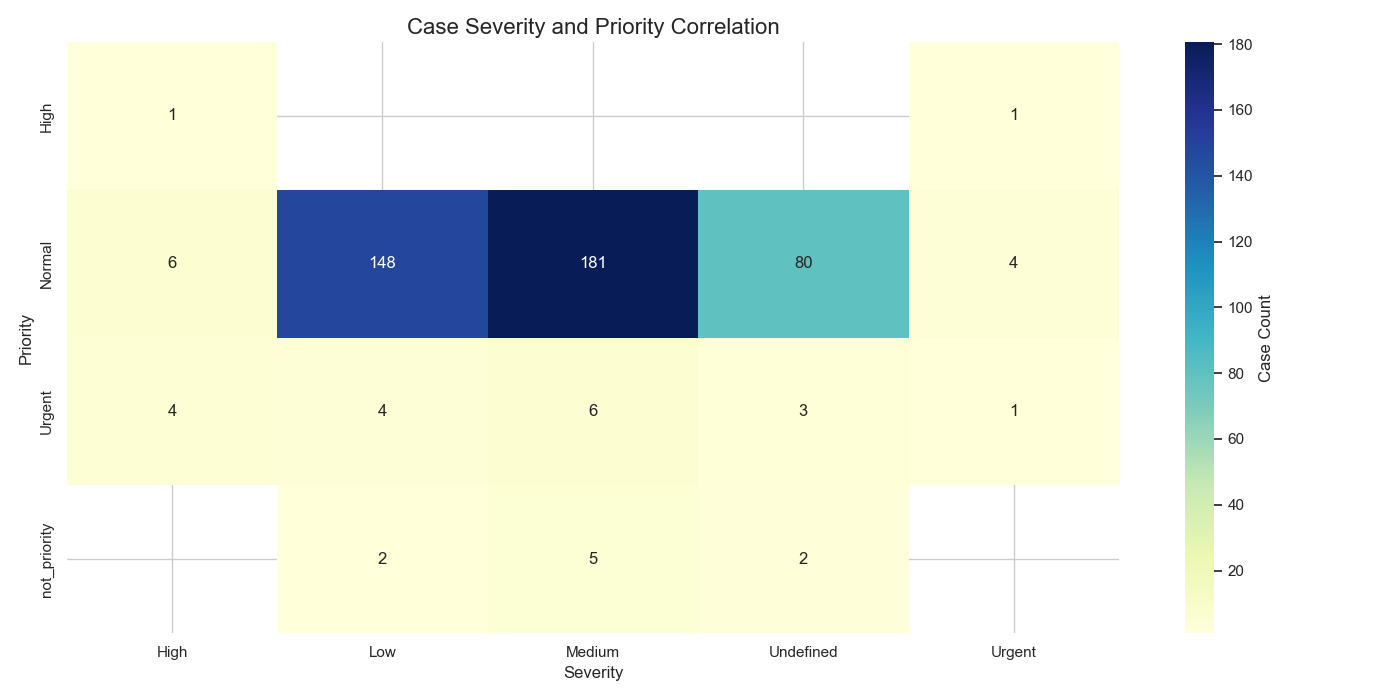 Case Severity and Priority Correlation
Priority
High
1
1
Normal
6
148
181
80
4
Urgent
4
4
6
3
1
not_priority
2
5
2
High
Low
Medium
Undefined
Urgent
Severity
180
160
140
120
100
80
60
40
20
Case Count